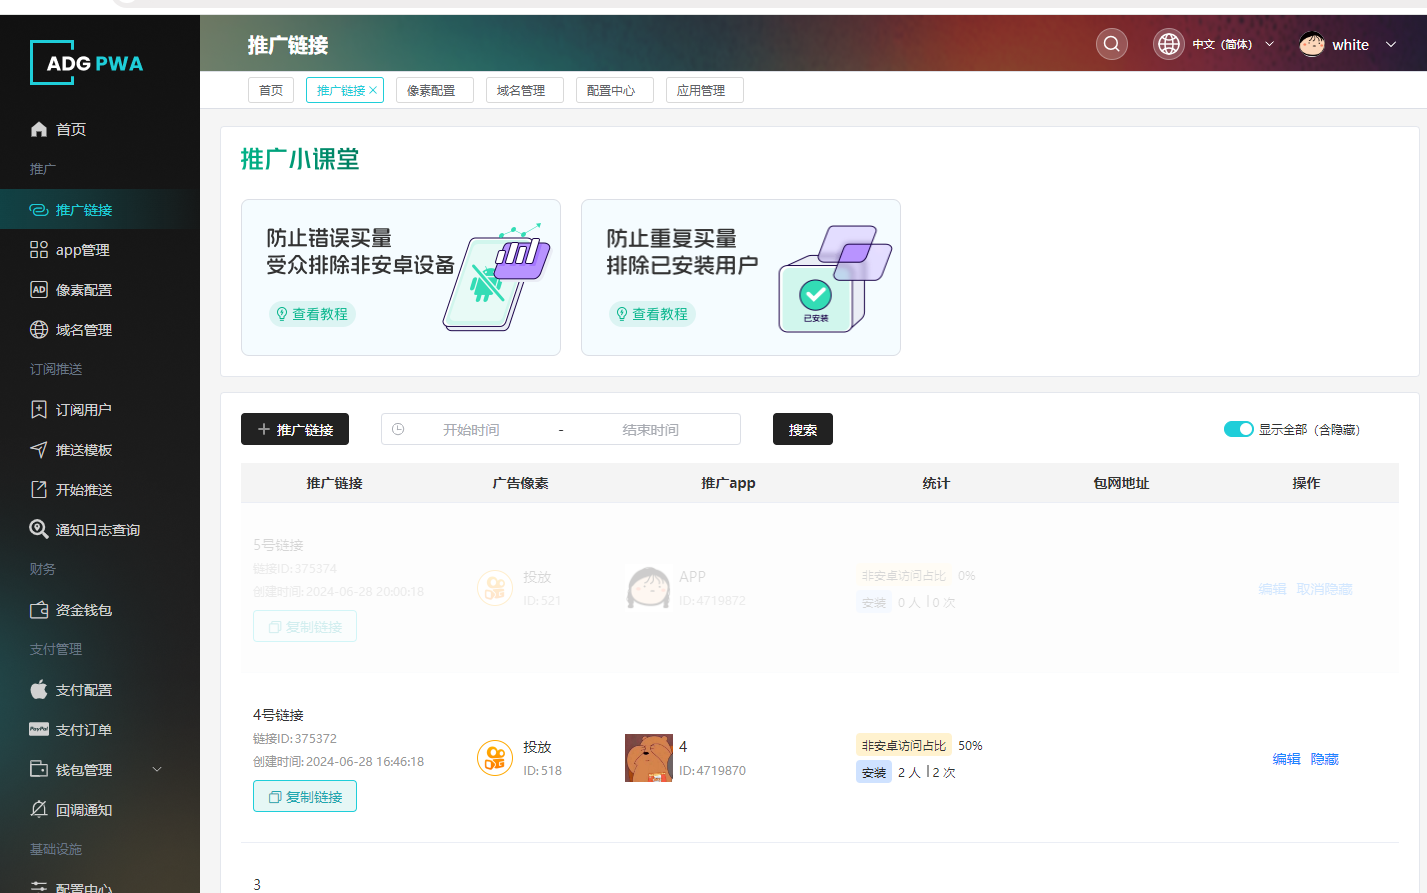 ADG PWA
首页
推广
推广链接
app管理
像素配置
域名管理
订阅推送
订阅用户
推送模板
开始推送
通知日志查询
财务
资金钱包
支付管理
支付配置
支付订单
钱包管理
回调通知
基础设施
配置中心
推广链接
中文（简体）
white
首页
推广链接
像素配置
域名管理
配置中心
应用管理
推广小课堂
防止错误买量
受众排除非安卓设备
查看教程
防止重复买量
排除已安装用户
查看教程
已安装
推广链接
开始时间 - 结束时间
搜索
显示全部（含隐藏）
推广链接 广告像素 推广app 统计 包网地址 操作
5号链接
链接ID:375374
创建时间:2024-06-28 20:00:18
复制链接
投放
ID:521
APP
ID:4719872
非安卓访问占比 0%
安装 0 人 | 0 次
编辑 取消隐藏
4号链接
链接ID:375372
创建时间:2024-06-28 16:46:18
复制链接
投放
ID:518
4
ID:4719870
非安卓访问占比 50%
安装 2 人 | 2 次
编辑 隐藏
3